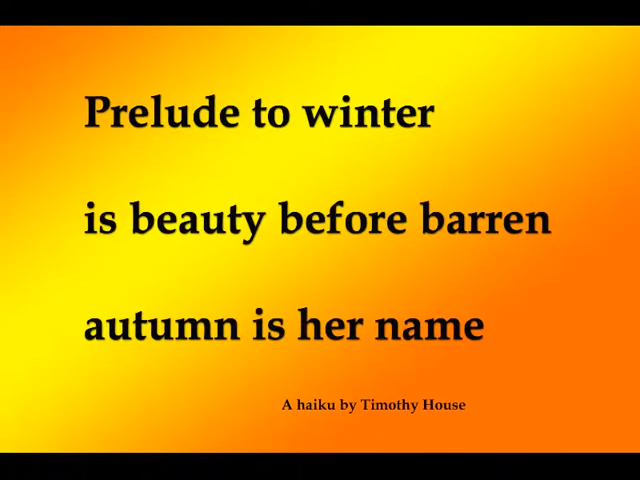 Prelude to winter
is beauty before barren
autumn is her name
A haiku by Timothy House